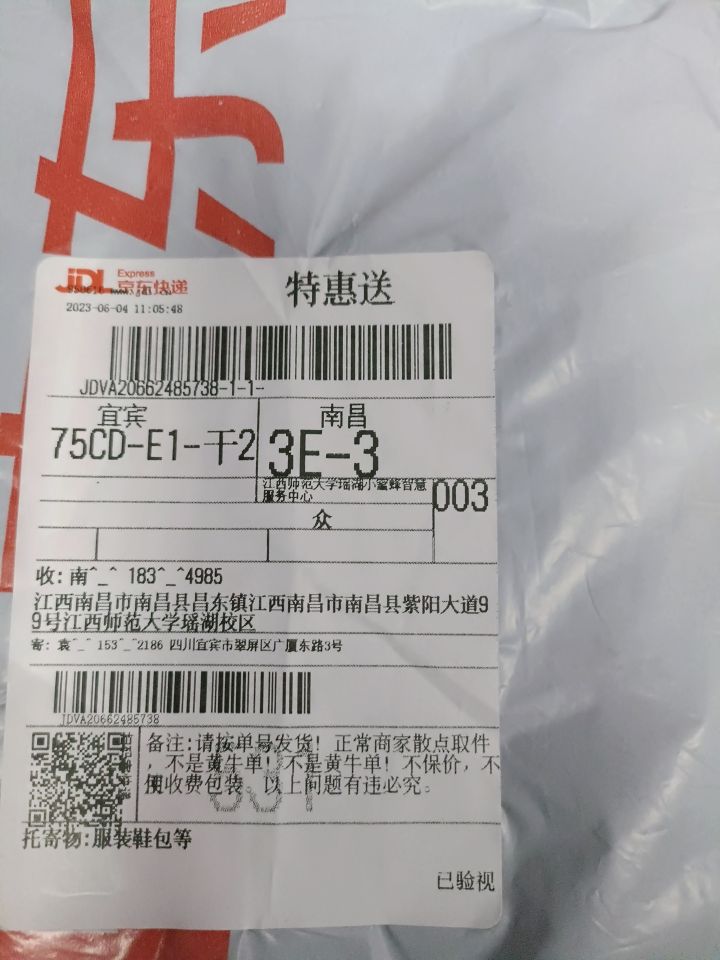 东
JDL Express
京东快递
特惠送
2023-06-04 11:05:48
JDVA20662485738-1-1-
宜宾
南昌
75CD-E1-干2
3E-3
江西师范大学瑶湖小蜜蜂智慧
服务中心
003
众
收: 南^_^ 183^_^4985
江西南昌市南昌县昌东镇江西南昌市南昌县紫阳大道9
9号江西师范大学瑶湖校区
寄: 袁^_^ 153^_^2186 四川宜宾市翠屏区广厦东路3号
JDVA20662485738
备注:请按单号发货! 正常商家散点取件
, 不是黄牛单! 不是黄牛单! 不保价, 不
使收费包装 以上问题有违必究。
托寄物:服装鞋包等
已验视